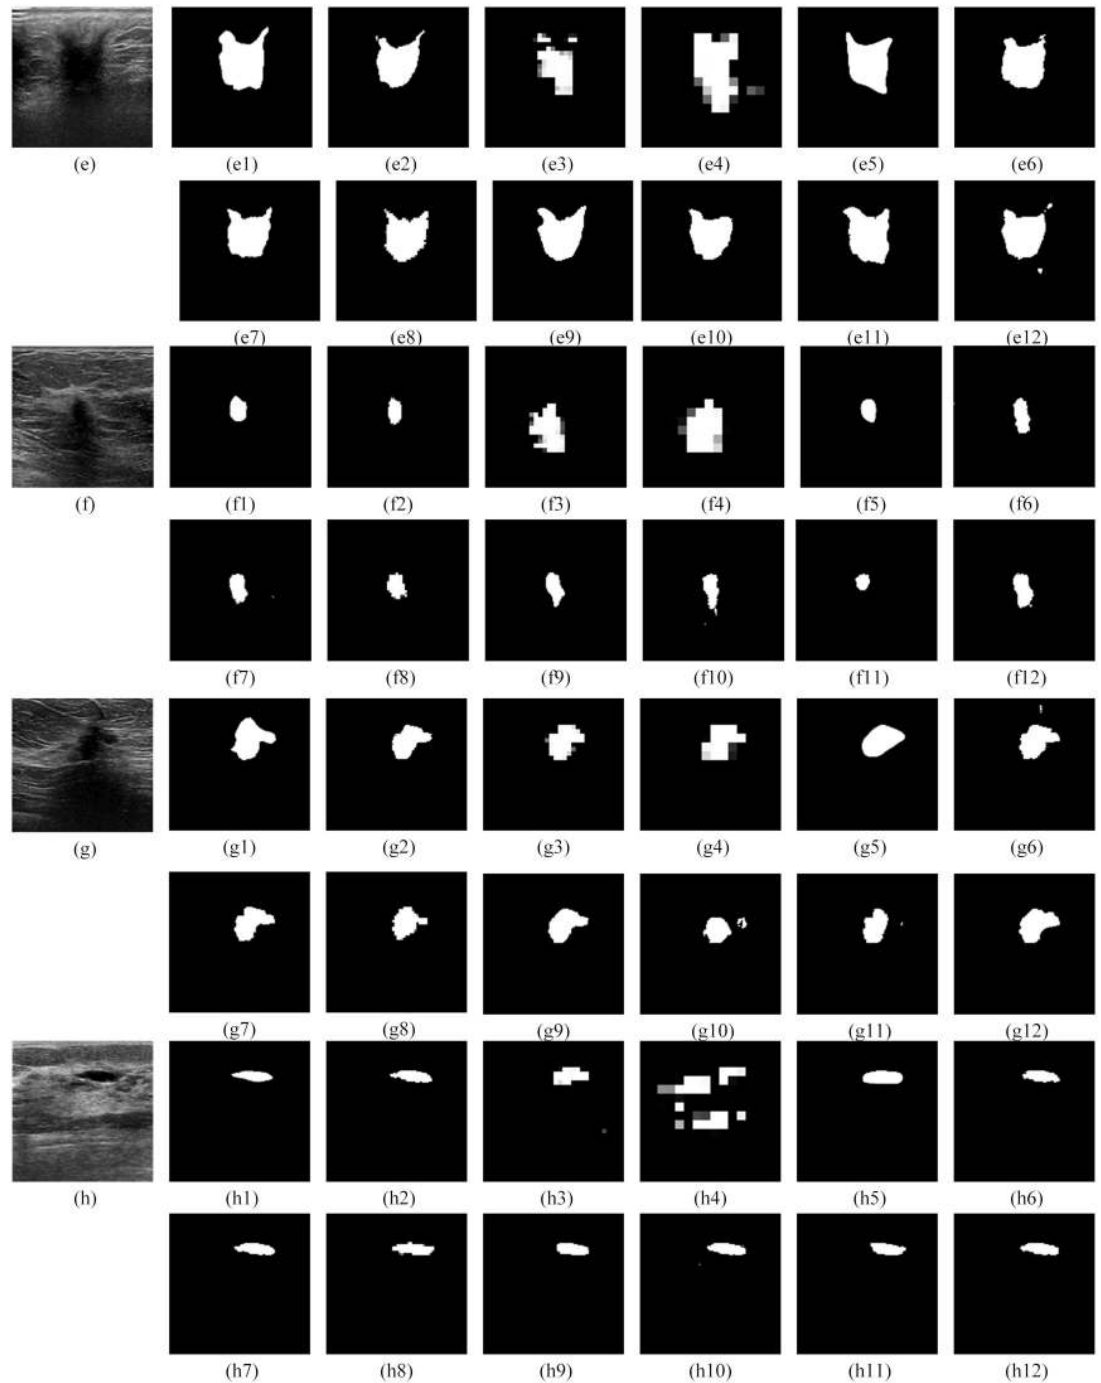 (e) (e1) (e2) (e3) (e4) (e5) (e6)
(e7) (e8) (e9) (e10) (e11) (e12)
(f) (f1) (f2) (f3) (f4) (f5) (f6)
(f7) (f8) (f9) (f10) (f11) (f12)
(g) (g1) (g2) (g3) (g4) (g5) (g6)
(g7) (g8) (g9) (g10) (g11) (g12)
(h) (h1) (h2) (h3) (h4) (h5) (h6)
(h7) (h8) (h9) (h10) (h11) (h12)